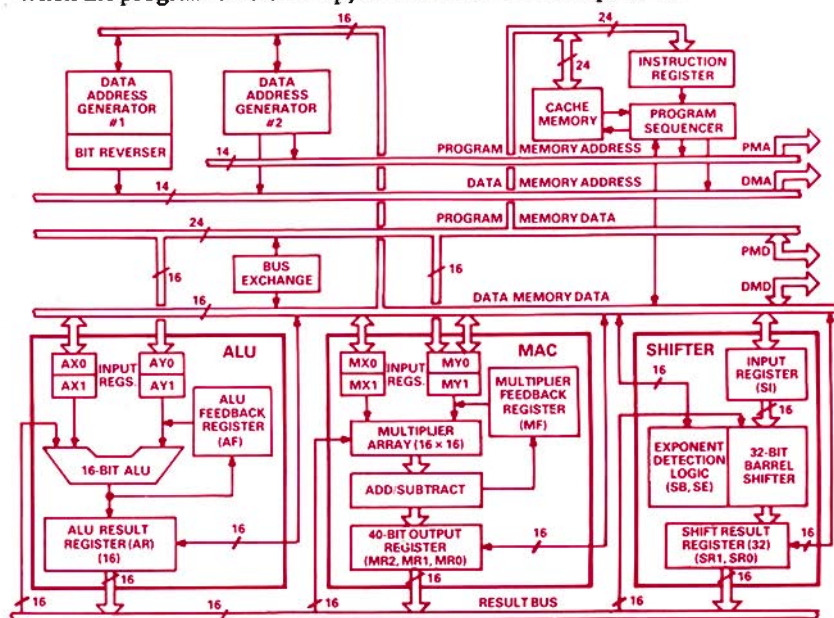 16
24
DATA
ADDRESS
GENERATOR
#1
BIT REVERSER
DATA
ADDRESS
GENERATOR
#2
24
CACHE
MEMORY
INSTRUCTION
REGISTER
PROGRAM
SEQUENCER
14
PROGRAM MEMORY ADDRESS
PMA
14
DATA MEMORY ADDRESS
DMA
24
PROGRAM MEMORY DATA
PMD
16
BUS
EXCHANGE
16
16
DATA MEMORY DATA
DMD
ALU
AX0
AX1
INPUT
REGS.
AY0
AY1
ALU
FEEDBACK
REGISTER
(AF)
16-BIT ALU
ALU RESULT
REGISTER (AR)
(16)
16
16
16
MAC
MX0
MX1
INPUT
REGS.
MY0
MY1
MULTIPLIER
FEEDBACK
REGISTER
(MF)
MULTIPLIER
ARRAY (16 × 16)
ADD/SUBTRACT
40-BIT OUTPUT
REGISTER
(MR2, MR1, MR0)
16
16
16
SHIFTER
16
INPUT
REGISTER
(SI)
16
EXPONENT
DETECTION
LOGIC
(SB, SE)
32-BIT
BARREL
SHIFTER
SHIFT RESULT
REGISTER (32)
(SR1, SR0)
16
16
16
16
RESULT BUS